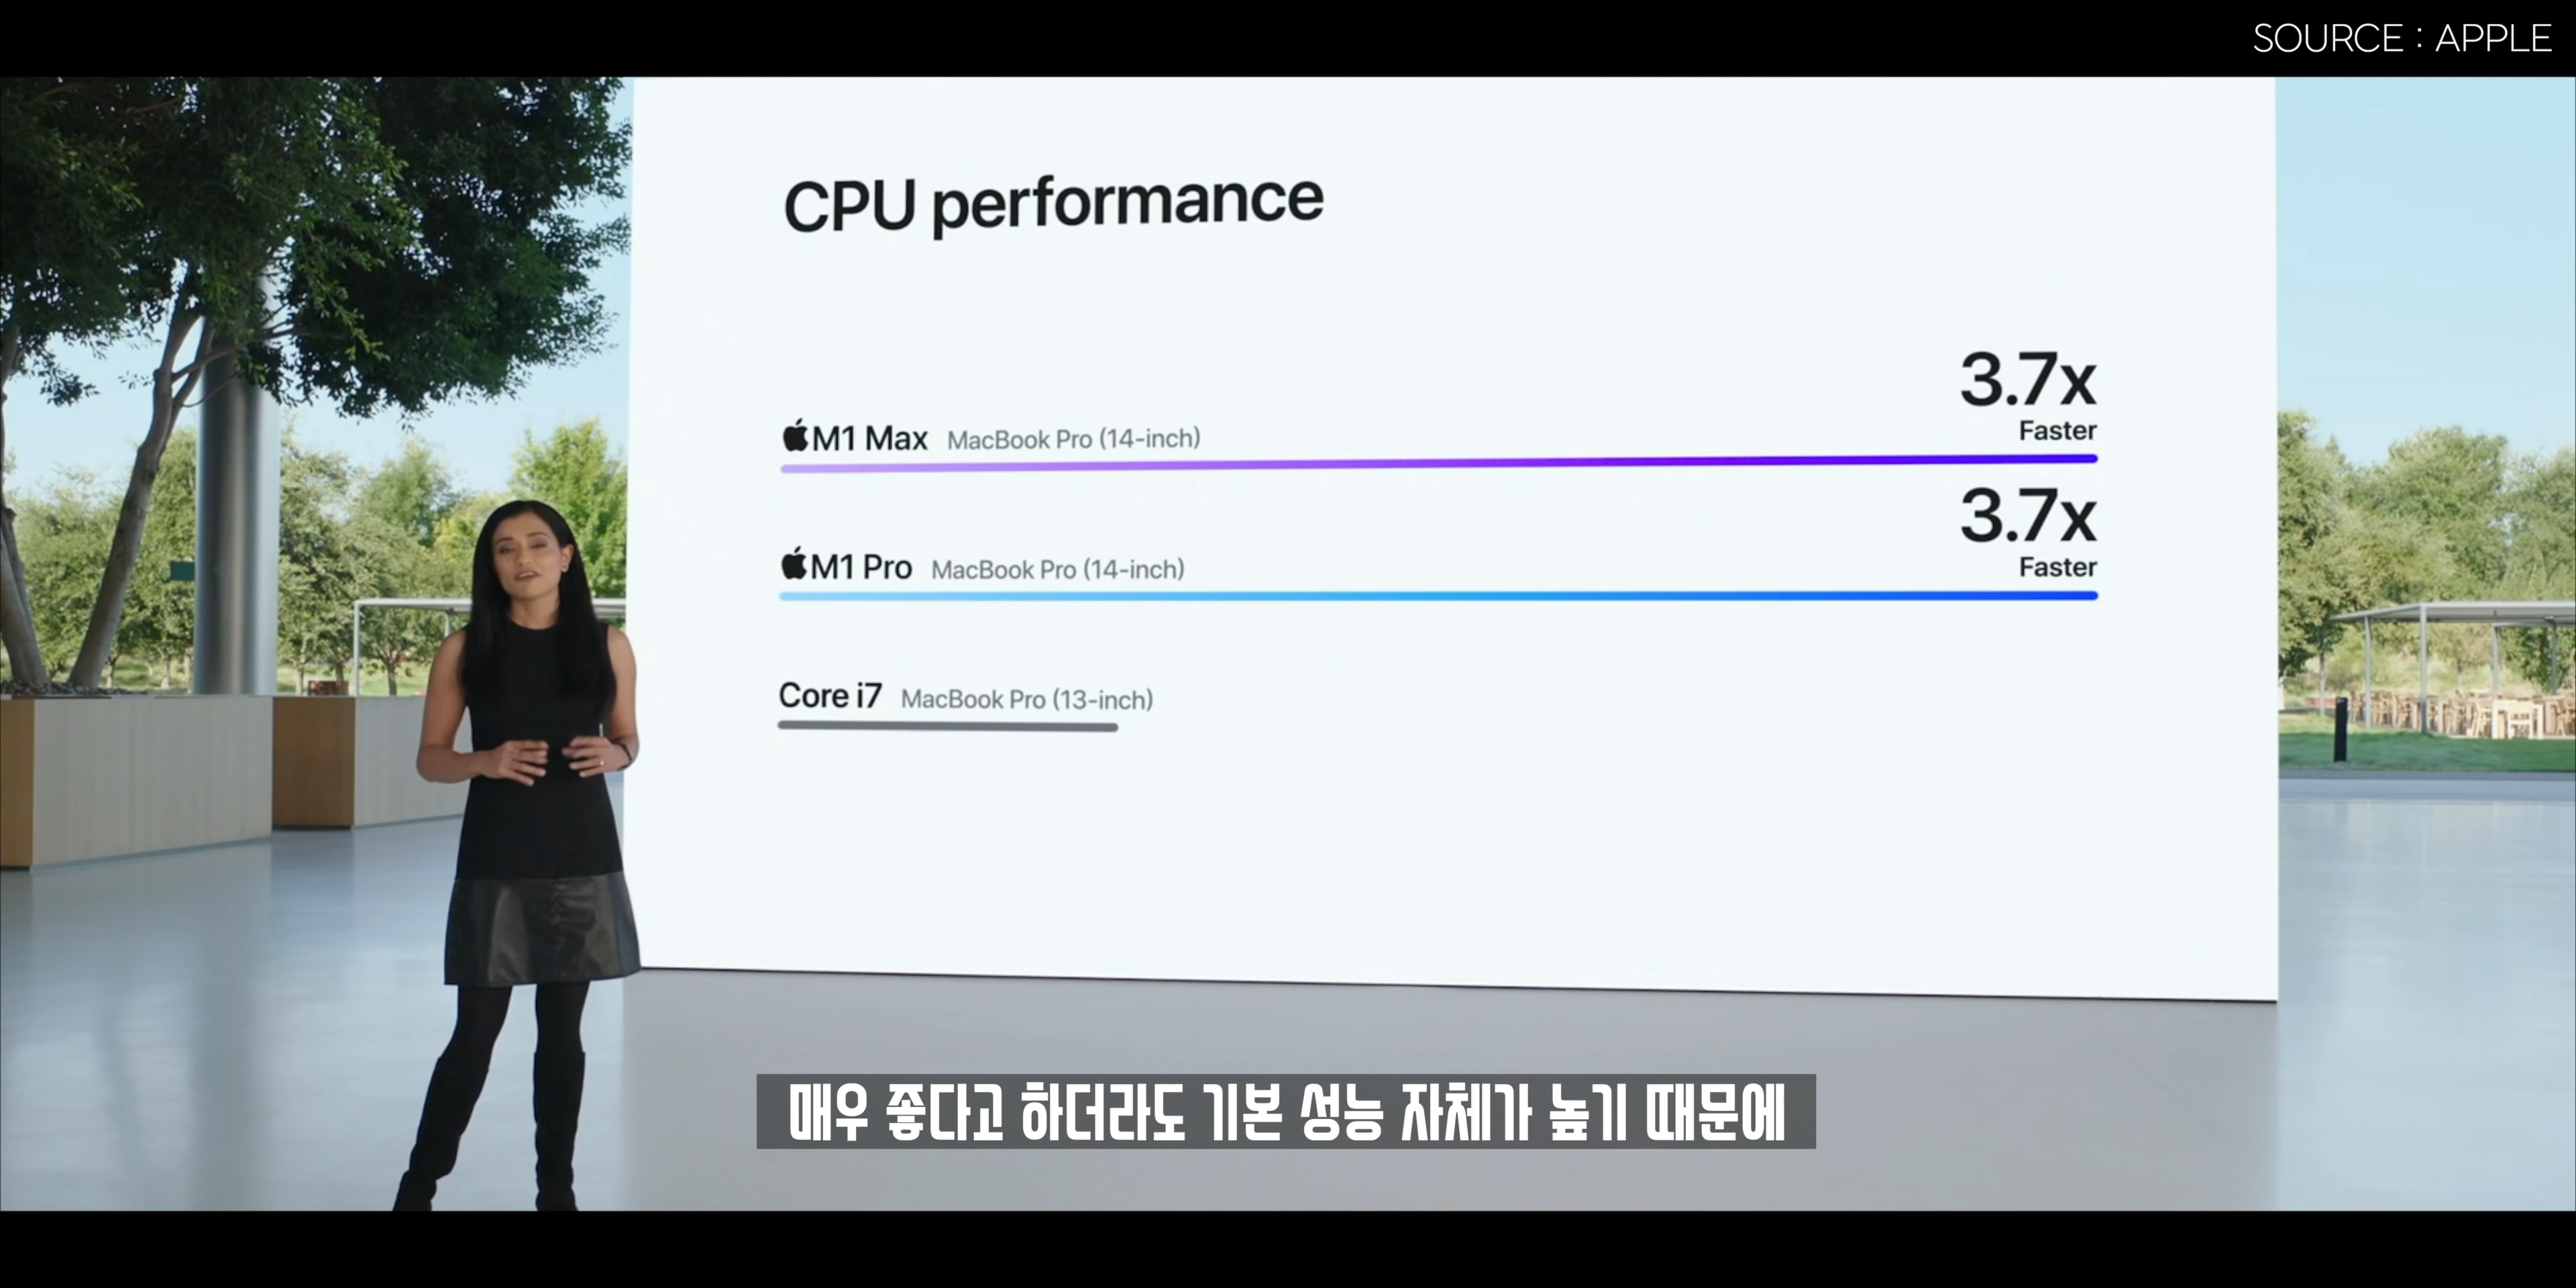 SOURCE : APPLE
CPU performance
3.7x
Faster
M1 Max MacBook Pro (14-inch)
3.7x
Faster
M1 Pro MacBook Pro (14-inch)
Core i7 MacBook Pro (13-inch)
매우 좋다고 하더라도 기본 성능 자체가 높기 때문에